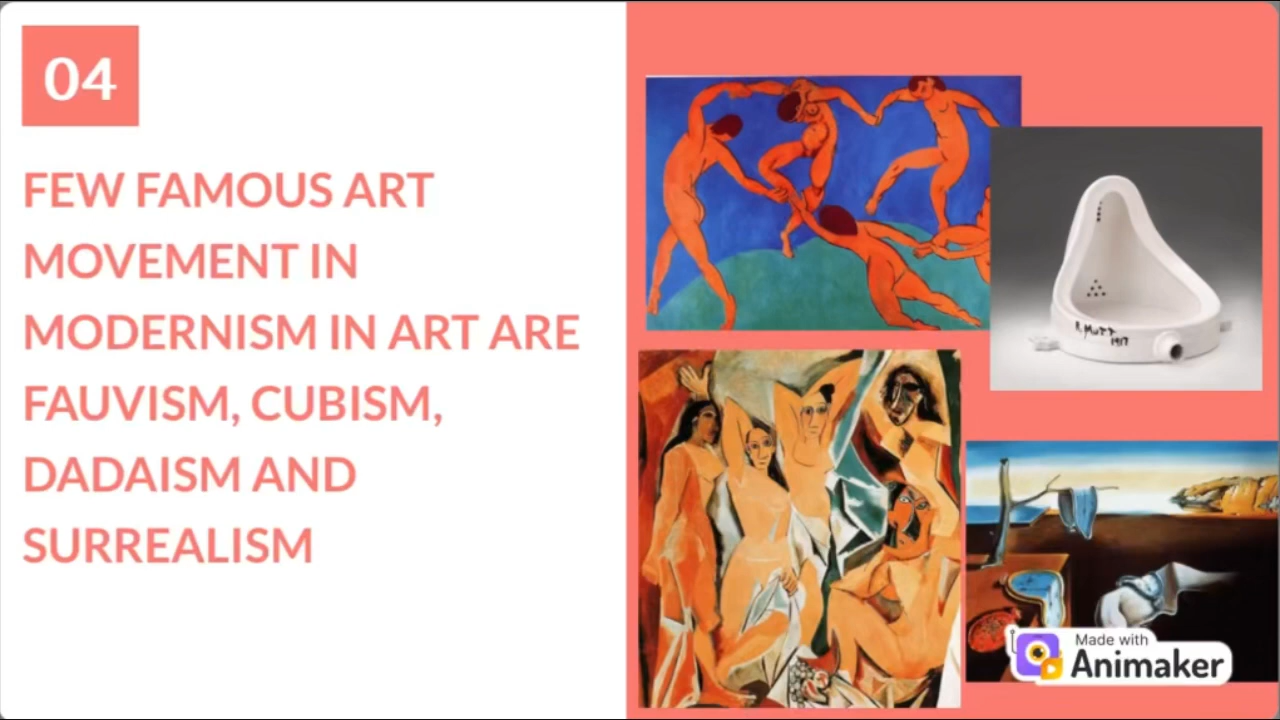 04
FEW FAMOUS ART
MOVEMENT IN
MODERNISM IN ART ARE
FAUVISM, CUBISM,
DADAISM AND
SURREALISM
R. MUTT
1917
Made with
Animaker